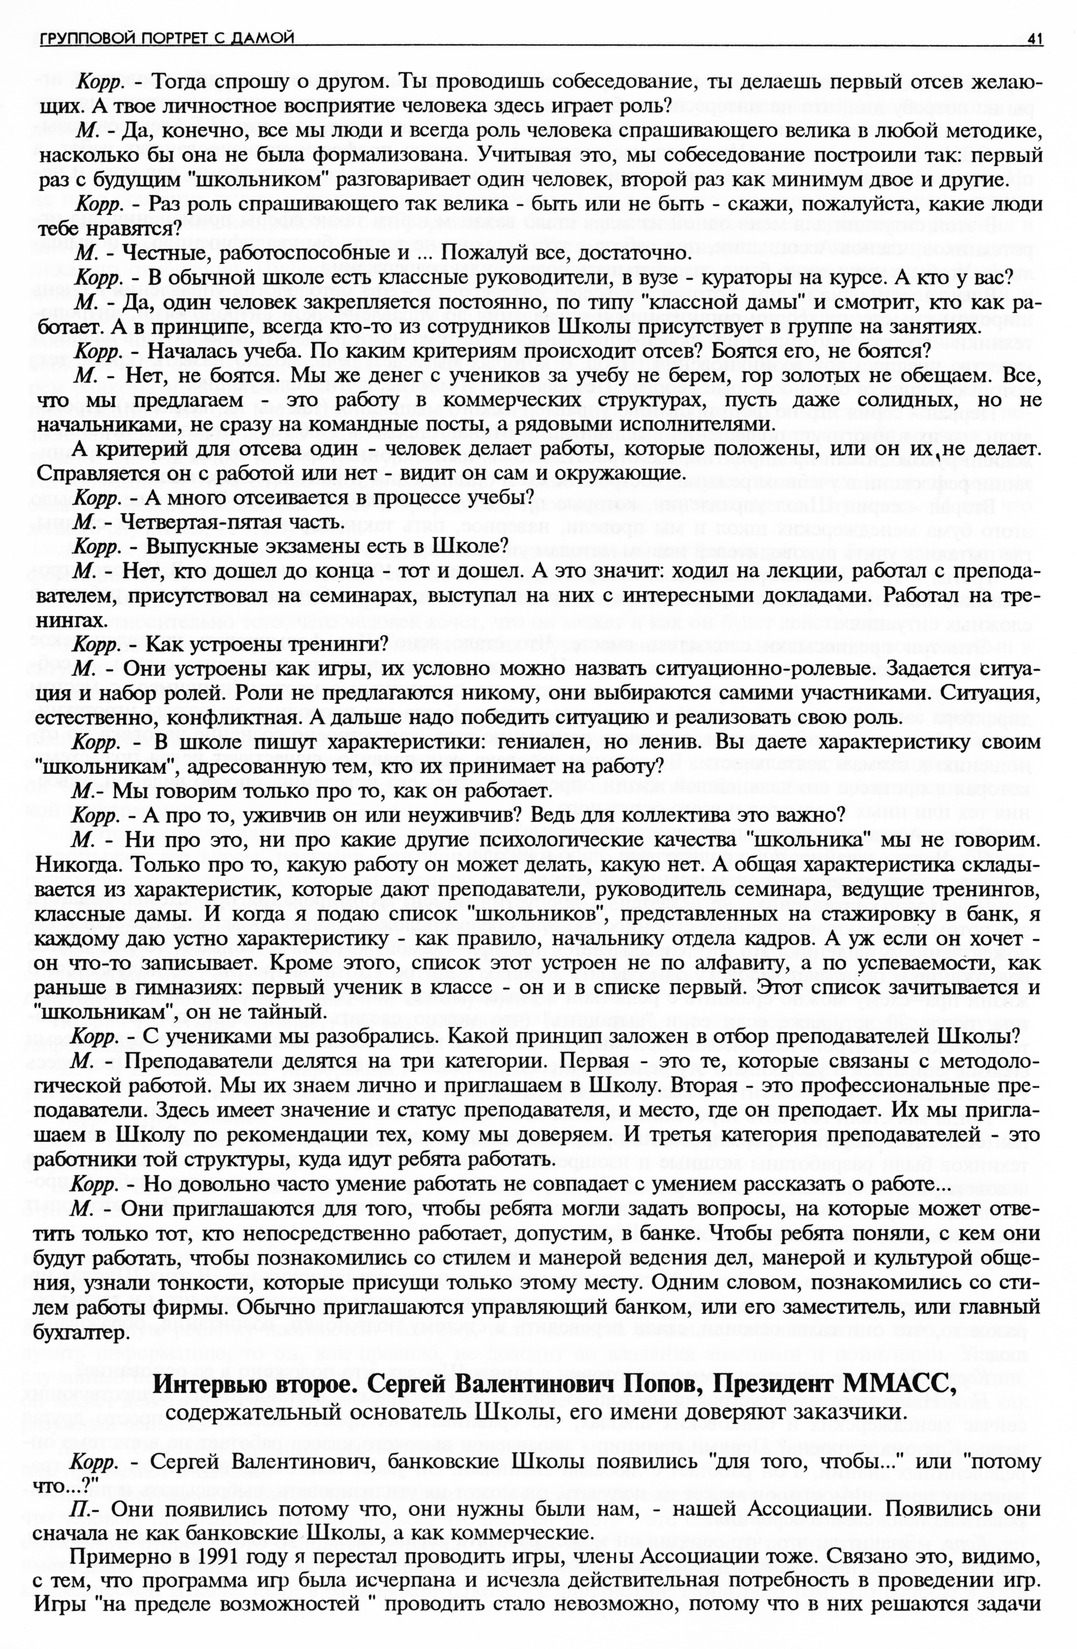 ГРУППОВОЙ ПОРТРЕТ С ДАМОЙ 41
Корр. - Тогда спрошу о другом. Ты проводишь собеседование, ты делаешь первый отсев желаю-
щих. А твое личностное восприятие человека здесь играет роль?
М. - Да, конечно, все мы люди и всегда роль человека спрашивающего велика в любой методике,
насколько бы она не была формализована. Учитывая это, мы собеседование построили так: первый
раз с будущим "школьником" разговаривает один человек, второй раз как минимум двое и другие.
Корр. - Раз роль спрашивающего так велика - быть или не быть - скажи, пожалуйста, какие люди
тебе нравятся?
М. - Честные, работоспособные и ... Пожалуй все, достаточно.
Корр. - В обычной школе есть классные руководители, в вузе - кураторы на курсе. А кто у вас?
М. - Да, один человек закрепляется постоянно, по типу "классной дамы" и смотрит, кто как ра-
ботает. А в принципе, всегда кто-то из сотрудников Школы присутствует в группе на занятиях.
Корр. - Началась учеба. По каким критериям происходит отсев? Боятся его, не боятся?
М. - Нет, не боятся. Мы же денег с учеников за учебу не берем, гор золотых не обещаем. Все,
что мы предлагаем - это работу в коммерческих структурах, пусть даже солидных, но не
начальниками, не сразу на командные посты, а рядовыми исполнителями.
А критерий для отсева один - человек делает работы, которые положены, или он их не делает.
Справляется он с работой или нет - видит он сам и окружающие.
Корр. - А много отсеивается в процессе учебы?
М. - Четвертая-пятая часть.
Корр. - Выпускные экзамены есть в Школе?
М. - Нет, кто дошел до конца - тот и дошел. А это значит: ходил на лекции, работал с препода-
вателем, присутствовал на семинарах, выступал на них с интересными докладами. Работал на тре-
нингах.
Корр. - Как устроены тренинги?
М. - Они устроены как игры, их условно можно назвать ситуационно-ролевые. Задается ситуа-
ция и набор ролей. Роли не предлагаются никому, они выбираются самими участниками. Ситуация,
естественно, конфликтная. А дальше надо победить ситуацию и реализовать свою роль.
Корр. - В школе пишут характеристики: гениален, но ленив. Вы даете характеристику своим
"школьникам", адресованную тем, кто их принимает на работу?
М.- Мы говорим только про то, как он работает.
Корр. - А про то, уживчив он или неуживчив? Ведь для коллектива это важно?
М. - Ни про это, ни про какие другие психологические качества "школьника" мы не говорим.
Никогда. Только про то, какую работу он может делать, какую нет. А общая характеристика склады-
вается из характеристик, которые дают преподаватели, руководитель семинара, ведущие тренингов,
классные дамы. И когда я подаю список "школьников", представленных на стажировку в банк, я
каждому даю устно характеристику - как правило, начальнику отдела кадров. А уж если он хочет -
он что-то записывает. Кроме этого, список этот устроен не по алфавиту, а по успеваемости, как
раньше в гимназиях: первый ученик в классе - он и в списке первый. Этот список зачитывается и
"школьникам", он не тайный.
Корр. - С учениками мы разобрались. Какой принцип заложен в отбор преподавателей Школы?
М. - Преподаватели делятся на три категории. Первая - это те, которые связаны с методоло-
гической работой. Мы их знаем лично и приглашаем в Школу. Вторая - это профессиональные пре-
подаватели. Здесь имеет значение и статус преподавателя, и место, где он преподает. Их мы пригла-
шаем в Школу по рекомендации тех, кому мы доверяем. И третья категория преподавателей - это
работники той структуры, куда идут ребята работать.
Корр. - Но довольно часто умение работать не совпадает с умением рассказать о работе...
М. - Они приглашаются для того, чтобы ребята могли задать вопросы, на которые может отве-
тить только тот, кто непосредственно работает, допустим, в банке. Чтобы ребята поняли, с кем они
будут работать, чтобы познакомились со стилем и манерой ведения дел, манерой и культурой обще-
ния, узнали тонкости, которые присущи только этому месту. Одним словом, познакомились со сти-
лем работы фирмы. Обычно приглашаются управляющий банком, или его заместитель, или главный
бухгалтер.
Интервью второе. Сергей Валентинович Попов, Президент ММАСС,
содержательный основатель Школы, его имени доверяют заказчики.
Корр. - Сергей Валентинович, банковские Школы появились "для того, чтобы..." или "потому
что...?"
П.- Они появились потому что, они нужны были нам, - нашей Ассоциации. Появились они
сначала не как банковские Школы, а как коммерческие.
Примерно в 1991 году я перестал проводить игры, члены Ассоциации тоже. Связано это, видимо,
с тем, что программа игр была исчерпана и исчезла действительная потребность в проведении игр.
Игры "на пределе возможностей " проводить стало невозможно, потому что в них решаются задачи